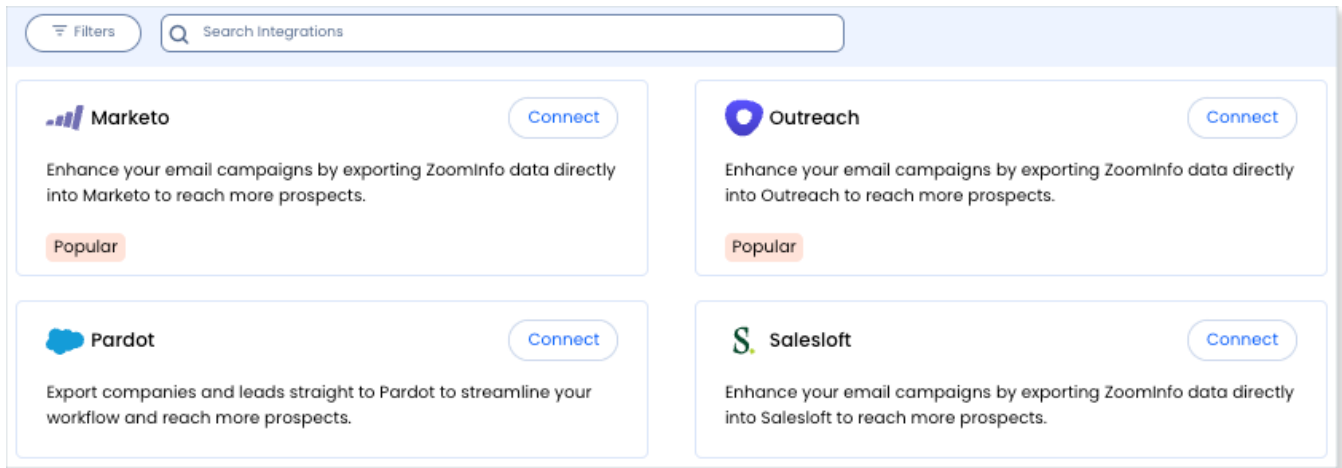 Filters
Search Integrations
Marketo
Connect
Enhance your email campaigns by exporting ZoomInfo data directly
into Marketo to reach more prospects.
Popular
Outreach
Connect
Enhance your email campaigns by exporting ZoomInfo data directly
into Outreach to reach more prospects.
Popular
Pardot
Connect
Export companies and leads straight to Pardot to streamline your
workflow and reach more prospects.
S. Salesloft
Connect
Enhance your email campaigns by exporting ZoomInfo data directly
into Salesloft to reach more prospects.